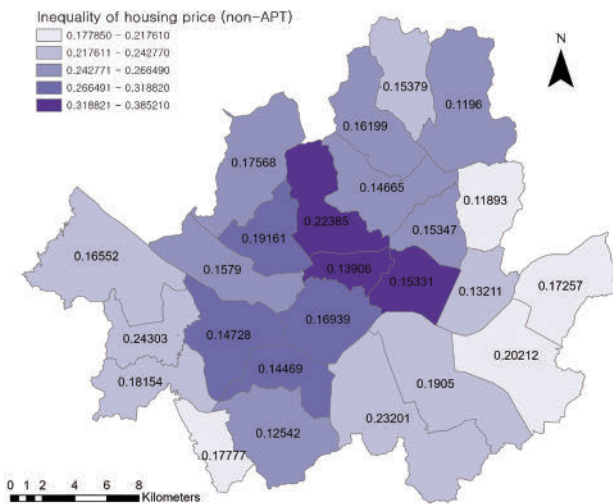 Inequality of housing price (non-APT)
0.177850 - 0.217610
0.217611 - 0.242770
0.242771 - 0.266490
0.266491 - 0.318820
0.318821 - 0.385210
N
0.15379
0.1196
0.16199
0.17568
0.14665
0.11893
0.22385
0.15347
0.19161
0.16552
0.1579
0.13906
0.15331
0.13211
0.17257
0.16939
0.14728
0.24303
0.20212
0.14469
0.18154
0.1905
0.23201
0.12542
0.17777
0 1 2 4 6 8
Kilometers